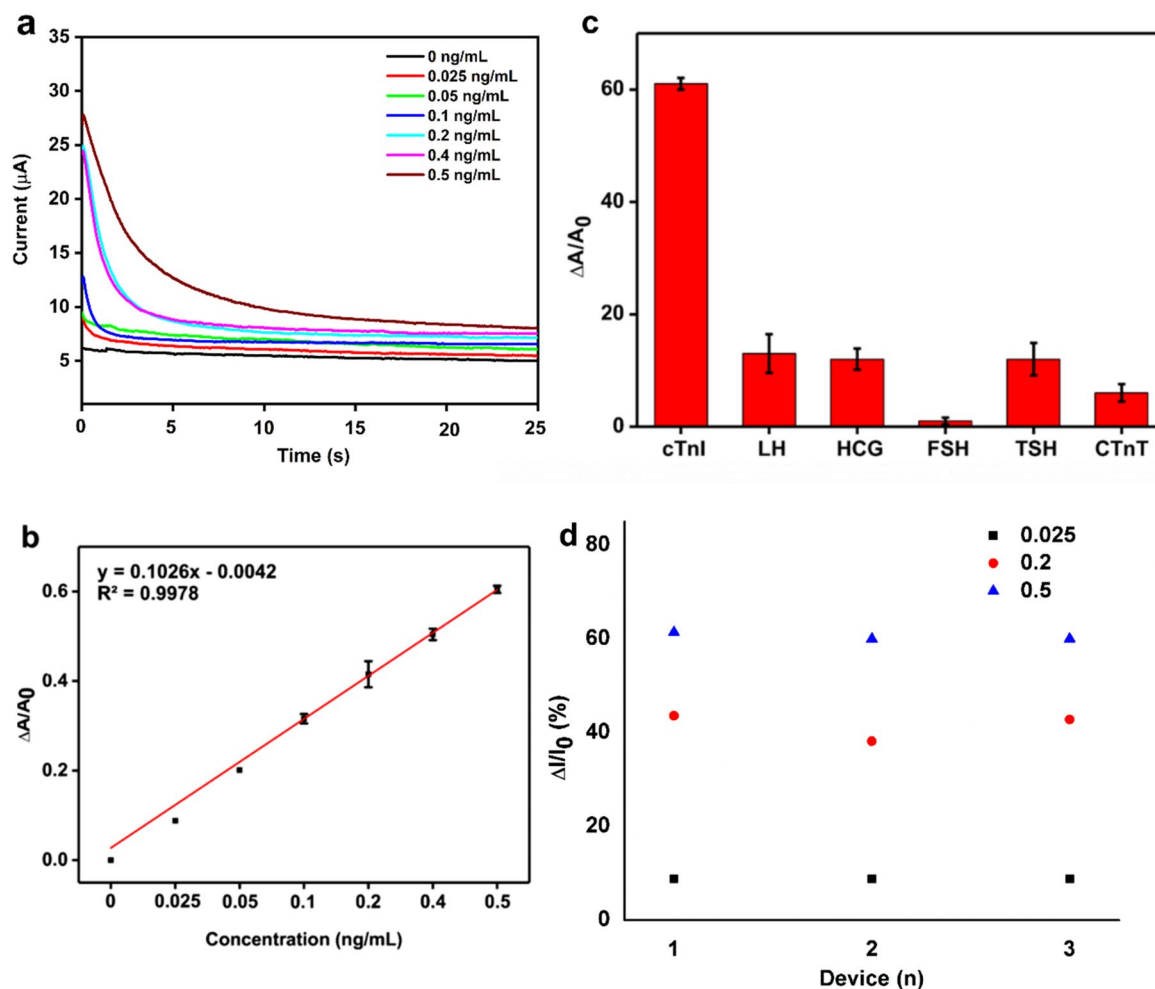 a
35
30
25
20
15
10
5
Current (µA)
0 ng/mL
0.025 ng/mL
0.05 ng/mL
0.1 ng/mL
0.2 ng/mL
0.4 ng/mL
0.5 ng/mL
0 5 10 15 20 25
Time (s)
c
60
40
20
0
ΔA/A0
cTnI LH HCG FSH TSH CTnT
b
y = 0.1026x - 0.0042
R² = 0.9978
0.6
0.4
0.2
0.0
ΔA/A0
0 0.025 0.05 0.1 0.2 0.4 0.5
Concentration (ng/mL)
d
0.025
0.2
0.5
80
60
40
20
0
ΔI/I0 (%)
1 2 3
Device (n)